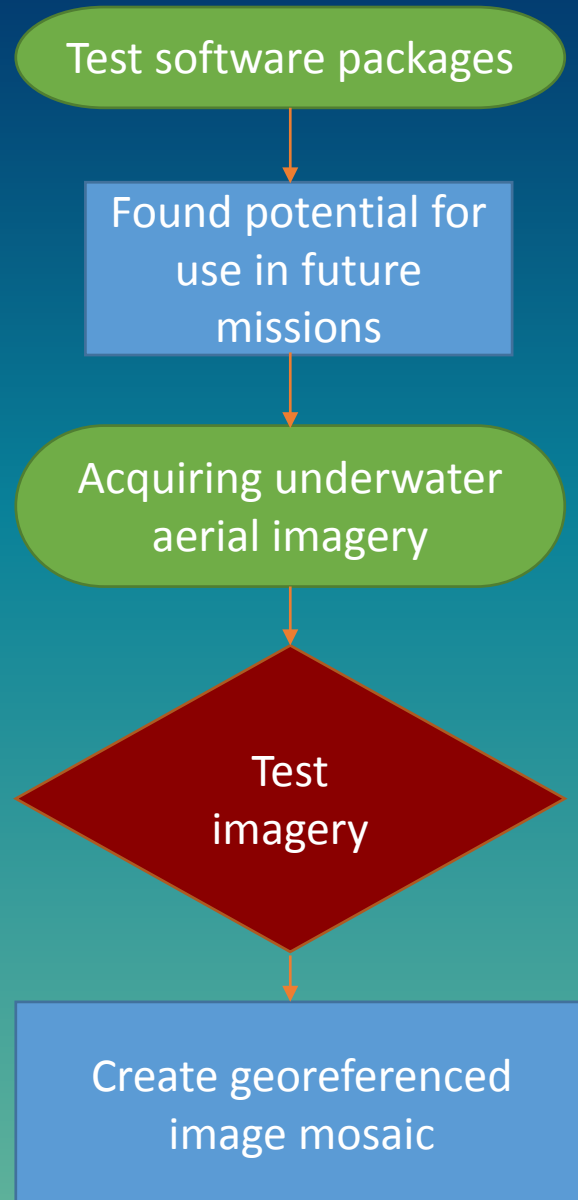 Test software packages
Found potential for
use in future
missions
Acquiring underwater
aerial imagery
Test
imagery
Create georeferenced
image mosaic